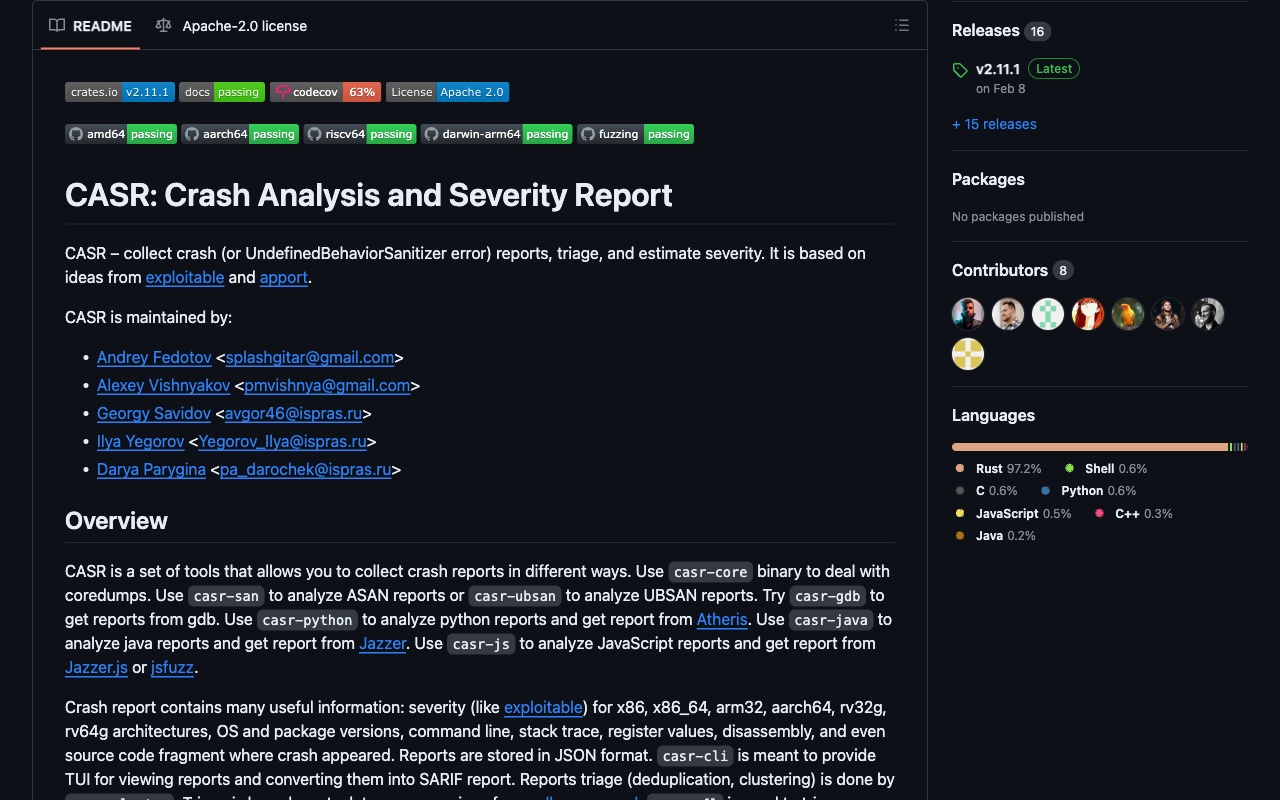 README Apache-2.0 license
crates.io v2.11.1 docs passing codecov 63% License Apache 2.0
amd64 passing aarch64 passing riscv64 passing darwin-arm64 passing fuzzing passing
CASR: Crash Analysis and Severity Report
CASR – collect crash (or UndefinedBehaviorSanitizer error) reports, triage, and estimate severity. It is based on
ideas from exploitable and apport.
CASR is maintained by:
• Andrey Fedotov <splashgitar@gmail.com>
• Alexey Vishnyakov <pmvishnya@gmail.com>
• Georgy Savidov <avgor46@ispras.ru>
• Ilya Yegorov <Yegorov_Ilya@ispras.ru>
• Darya Parygina <pa_darochek@ispras.ru>
Overview
CASR is a set of tools that allows you to collect crash reports in different ways. Use casr-core binary to deal with
coredumps. Use casr-san to analyze ASAN reports or casr-ubsan to analyze UBSAN reports. Try casr-gdb to
get reports from gdb. Use casr-python to analyze python reports and get report from Atheris. Use casr-java to
analyze java reports and get report from Jazzer. Use casr-js to analyze JavaScript reports and get report from
Jazzer.js or jsfuzz.
Crash report contains many useful information: severity (like exploitable) for x86, x86_64, arm32, aarch64, rv32g,
rv64g architectures, OS and package versions, command line, stack trace, register values, disassembly, and even
source code fragment where crash appeared. Reports are stored in JSON format. casr-cli is meant to provide
TUI for viewing reports and converting them into SARIF report. Reports triage (deduplication, clustering) is done by
Releases 16
v2.11.1 Latest
on Feb 8
+ 15 releases
Packages
No packages published
Contributors 8
Languages
Rust 97.2% Shell 0.6%
C 0.6% Python 0.6%
JavaScript 0.5% C++ 0.3%
Java 0.2%